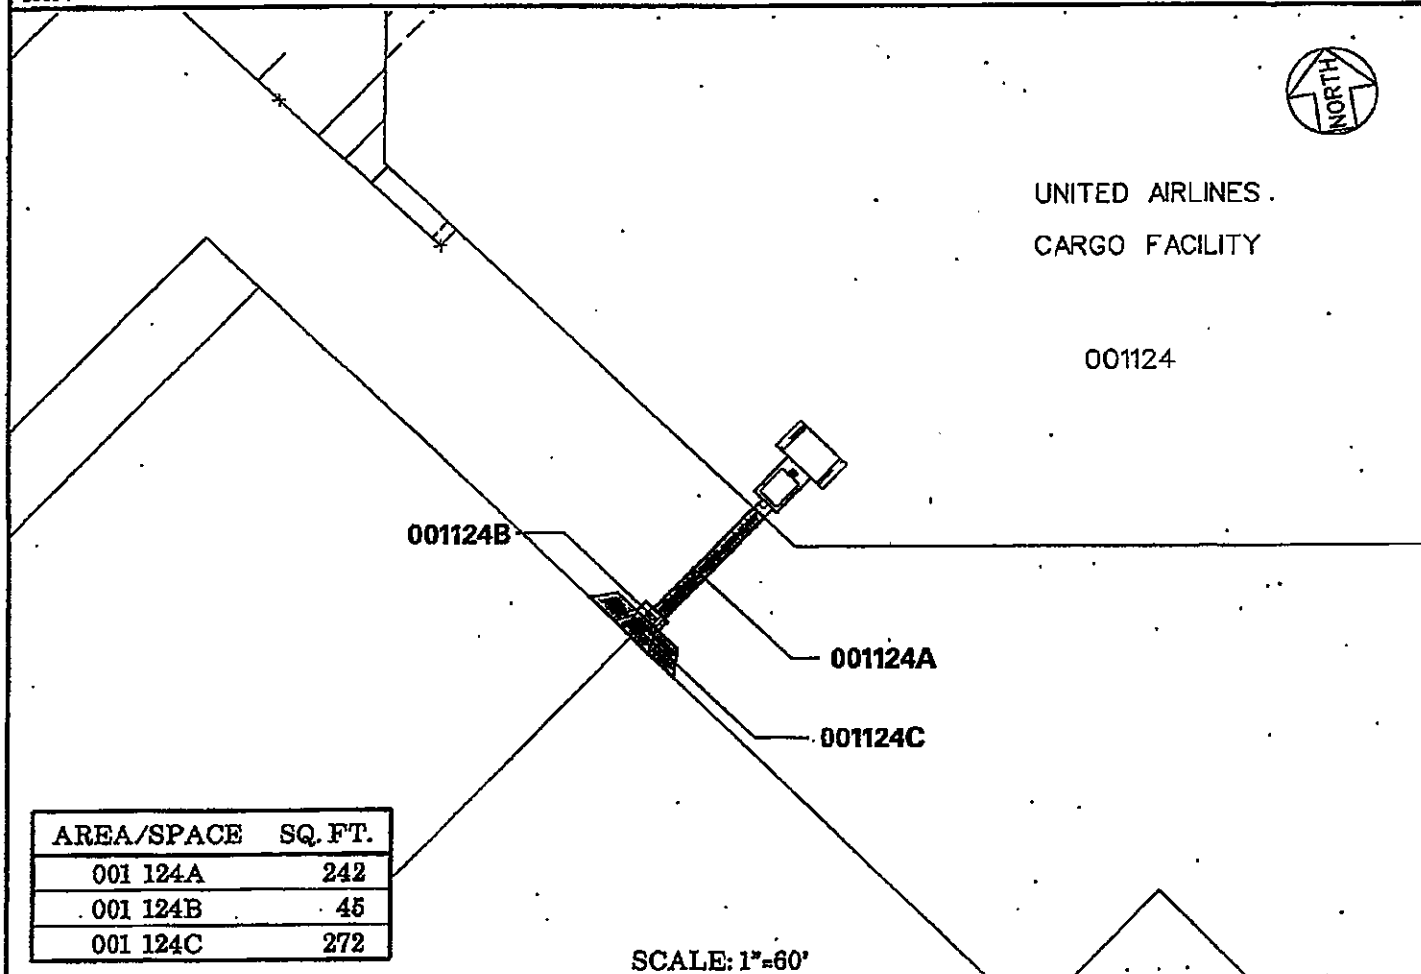 NORTH
UNITED AIRLINES.
CARGO FACILITY
001124
001124B
001124A
001124C
AREA/SPACE SQ. FT.
001 124A 242
001 124B 45
001 124C 272
SCALE: 1"=60'